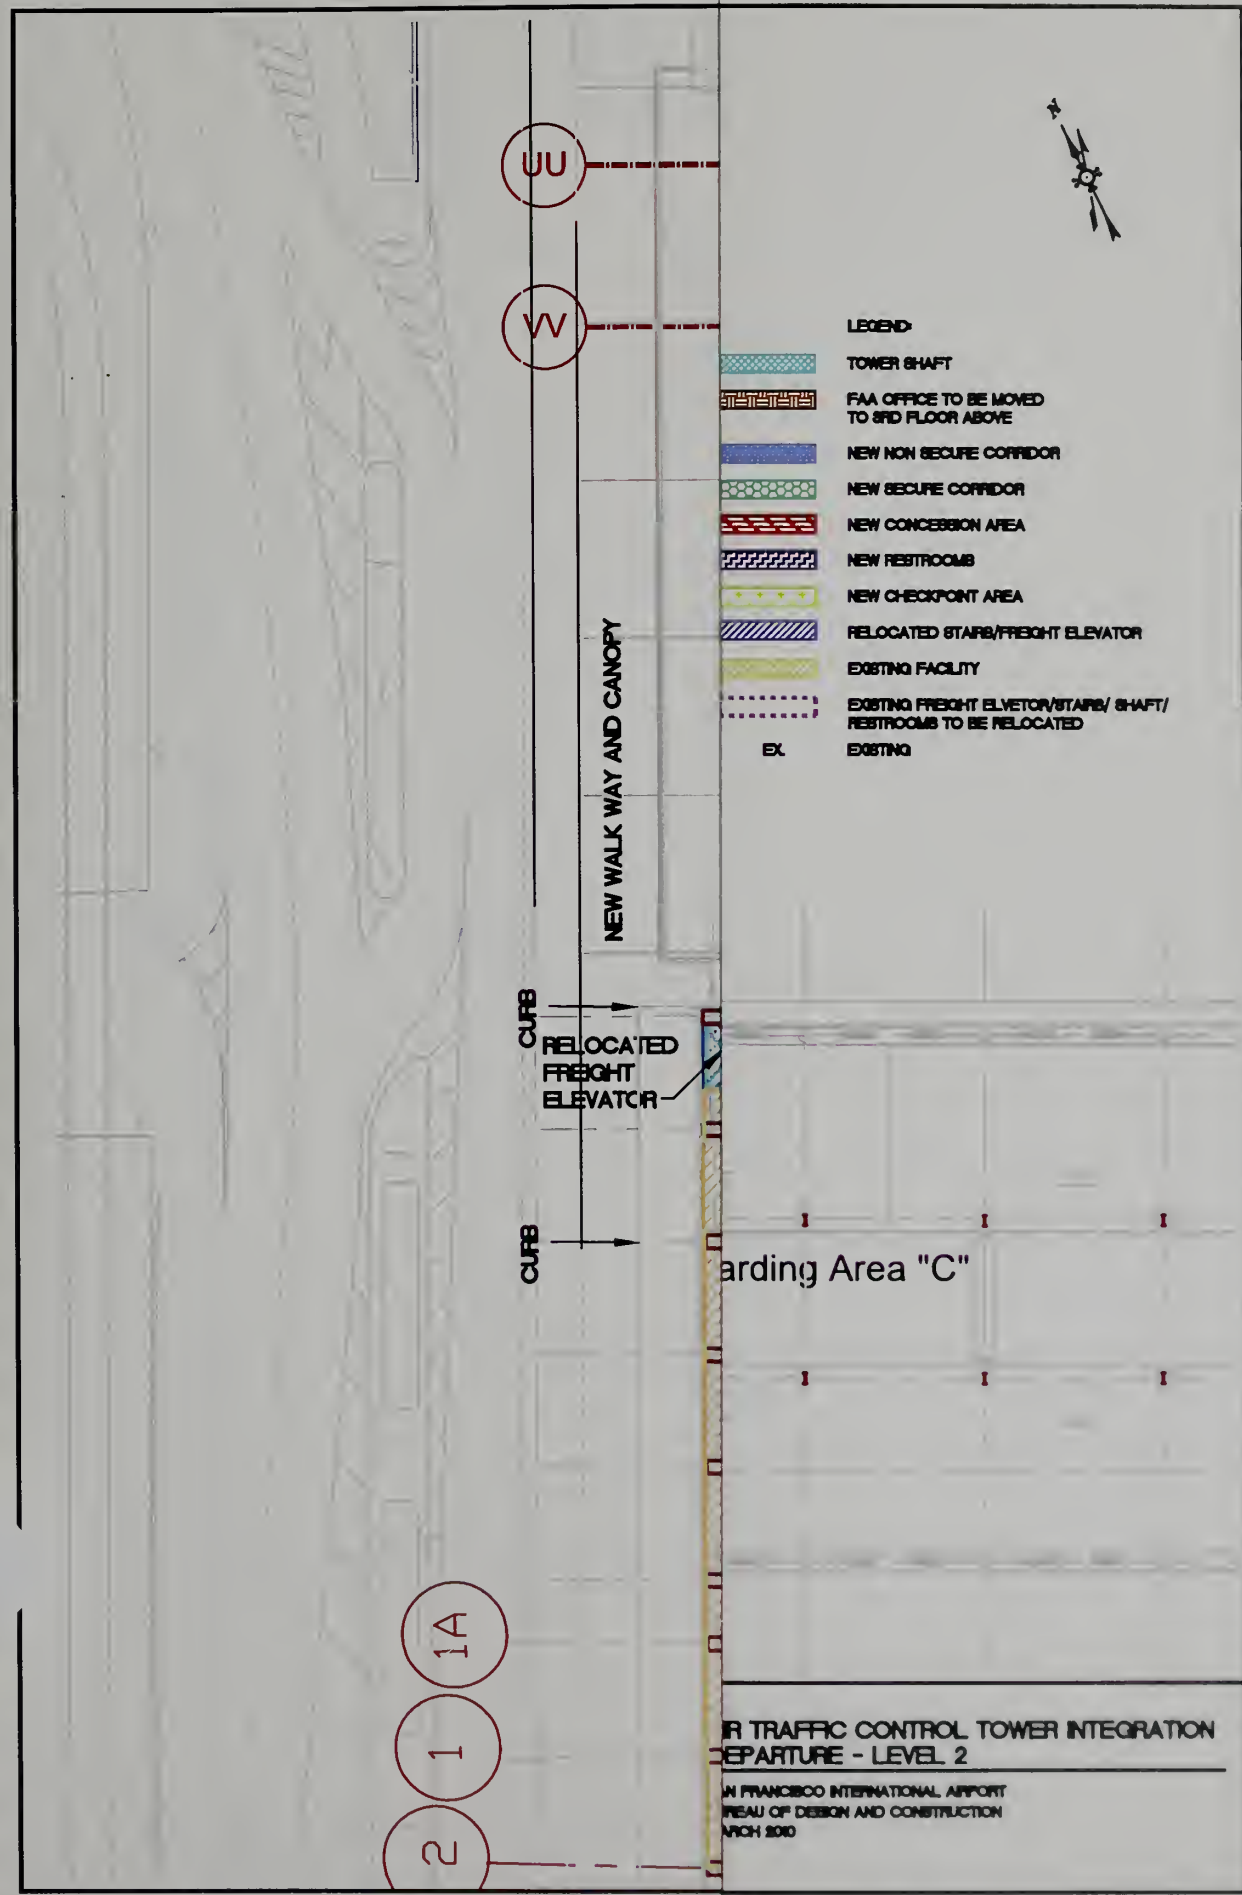 N
UU
VV
LEGEND:
TOWER SHAFT
FAA OFFICE TO BE MOVED
TO 3RD FLOOR ABOVE
NEW NON SECURE CORRIDOR
NEW SECURE CORRIDOR
NEW CONCESSION AREA
NEW RESTROOMS
NEW CHECKPOINT AREA
RELOCATED STAIRS/FREIGHT ELEVATOR
EXISTING FACILITY
EXISTING FREIGHT ELVETOR/STAIRS/ SHAFT/
RESTROOMS TO BE RELOCATED
EX. EXISTING
NEW WALK WAY AND CANOPY
CURB
RELOCATED
FREIGHT
ELEVATOR
CURB
arding Area "C"
1A
1
2
IR TRAFFIC CONTROL TOWER INTEGRATION
EPARTURE - LEVEL 2
AN FRANCISCO INTERNATIONAL AIRPORT
REAU OF DESIGN AND CONSTRUCTION
ARCH 2010